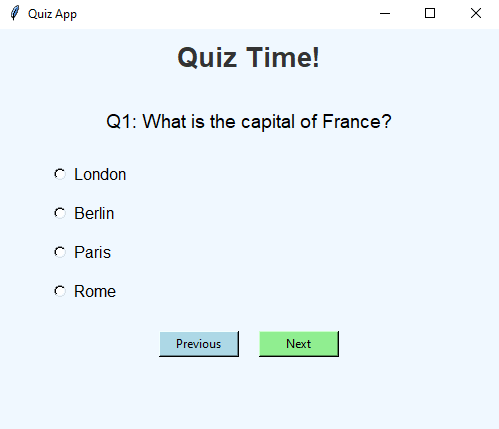 Quiz App
Quiz Time!
Q1: What is the capital of France?
London
Berlin
Paris
Rome
Previous
Next